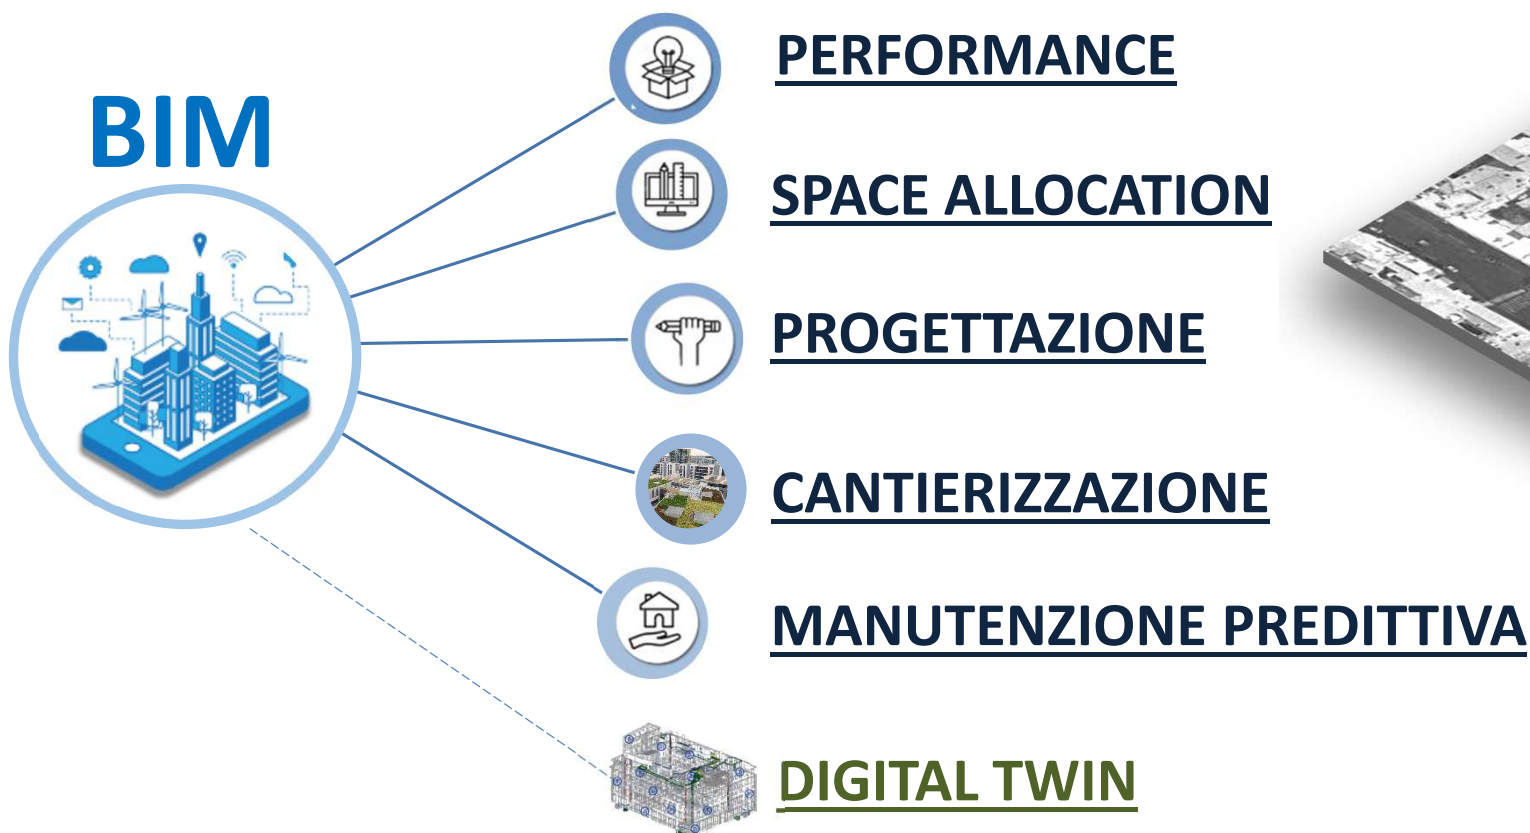 BIM
PERFORMANCE
SPACE ALLOCATION
PROGETTAZIONE
CANTIERIZZAZIONE
MANUTENZIONE PREDITTIVA
DIGITAL TWIN